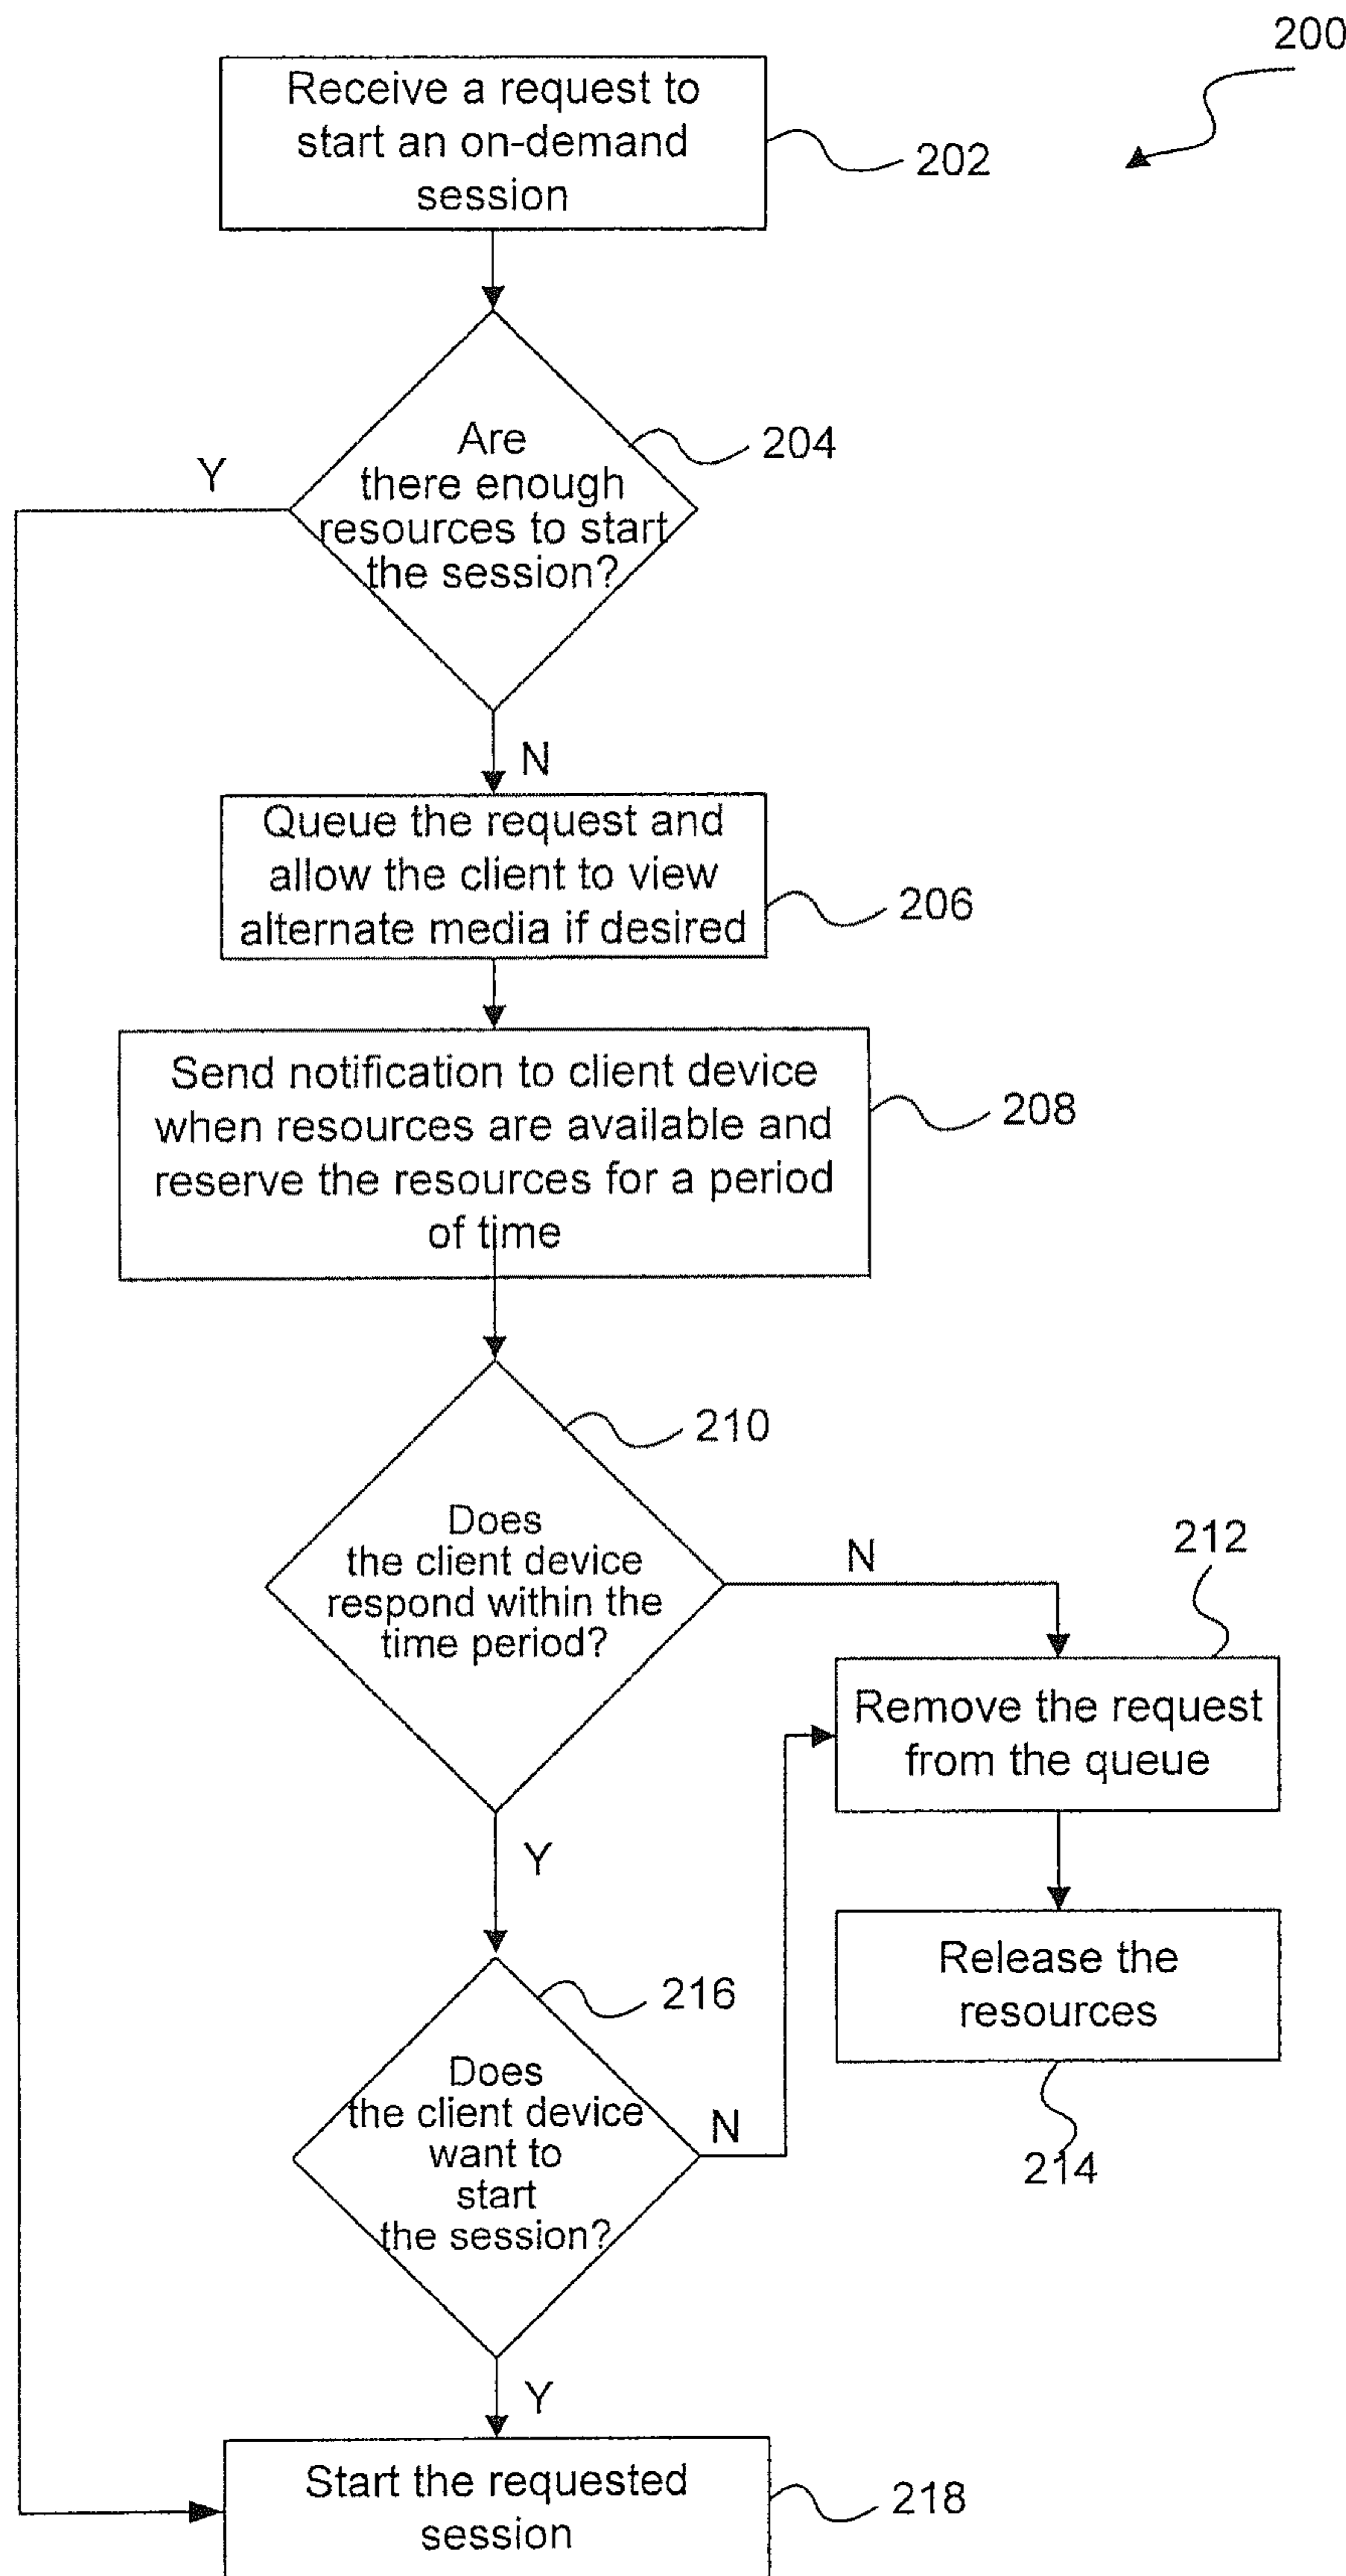 200
Receive a request to
start an on-demand
session
202
Are
there enough
resources to start
the session?
204
Y
N
Queue the request and
allow the client to view
alternate media if desired
206
Send notification to client device
when resources are available and
reserve the resources for a period
of time
208
210
Does
the client device
respond within the
time period?
N
212
Remove the request
from the queue
Y
Release the
resources
214
216
Does
the client device
want to
start
the session?
N
Y
Start the requested
session
218